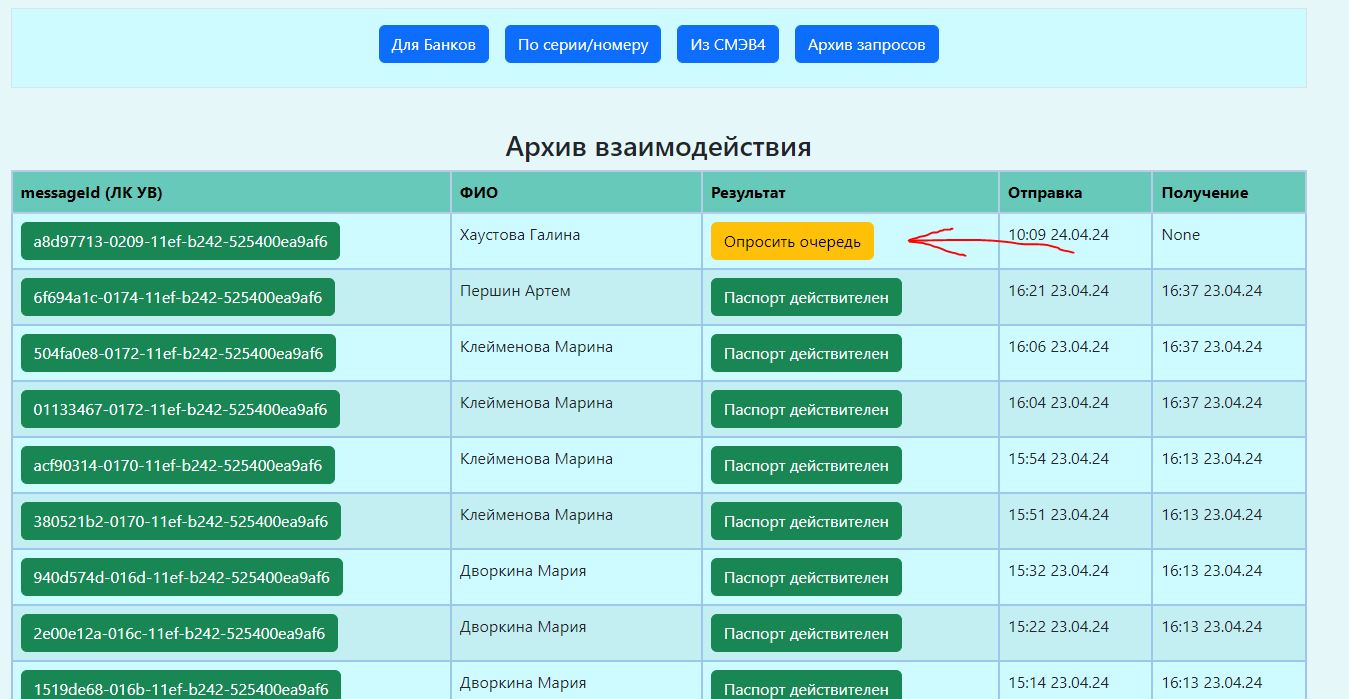 Для Банков По серии/номеру Из СМЭВ4 Архив запросов
Архив взаимодействия
messageId (ЛК УВ) ФИО Результат Отправка Получение
a8d97713-0209-11ef-b242-525400ea9af6 Хаустова Галина Опросить очередь 10:09 24.04.24 None
6f694a1c-0174-11ef-b242-525400ea9af6 Першин Артем Паспорт действителен 16:21 23.04.24 16:37 23.04.24
504fa0e8-0172-11ef-b242-525400ea9af6 Клейменова Марина Паспорт действителен 16:06 23.04.24 16:37 23.04.24
01133467-0172-11ef-b242-525400ea9af6 Клейменова Марина Паспорт действителен 16:04 23.04.24 16:37 23.04.24
acf90314-0170-11ef-b242-525400ea9af6 Клейменова Марина Паспорт действителен 15:54 23.04.24 16:13 23.04.24
380521b2-0170-11ef-b242-525400ea9af6 Клейменова Марина Паспорт действителен 15:51 23.04.24 16:13 23.04.24
940d574d-016d-11ef-b242-525400ea9af6 Дворкина Мария Паспорт действителен 15:32 23.04.24 16:13 23.04.24
2e00e12a-016c-11ef-b242-525400ea9af6 Дворкина Мария Паспорт действителен 15:22 23.04.24 16:13 23.04.24
1519de68-016b-11ef-b242-525400ea9af6 Дворкина Мария Паспорт действителен 15:14 23.04.24 16:13 23.04.24